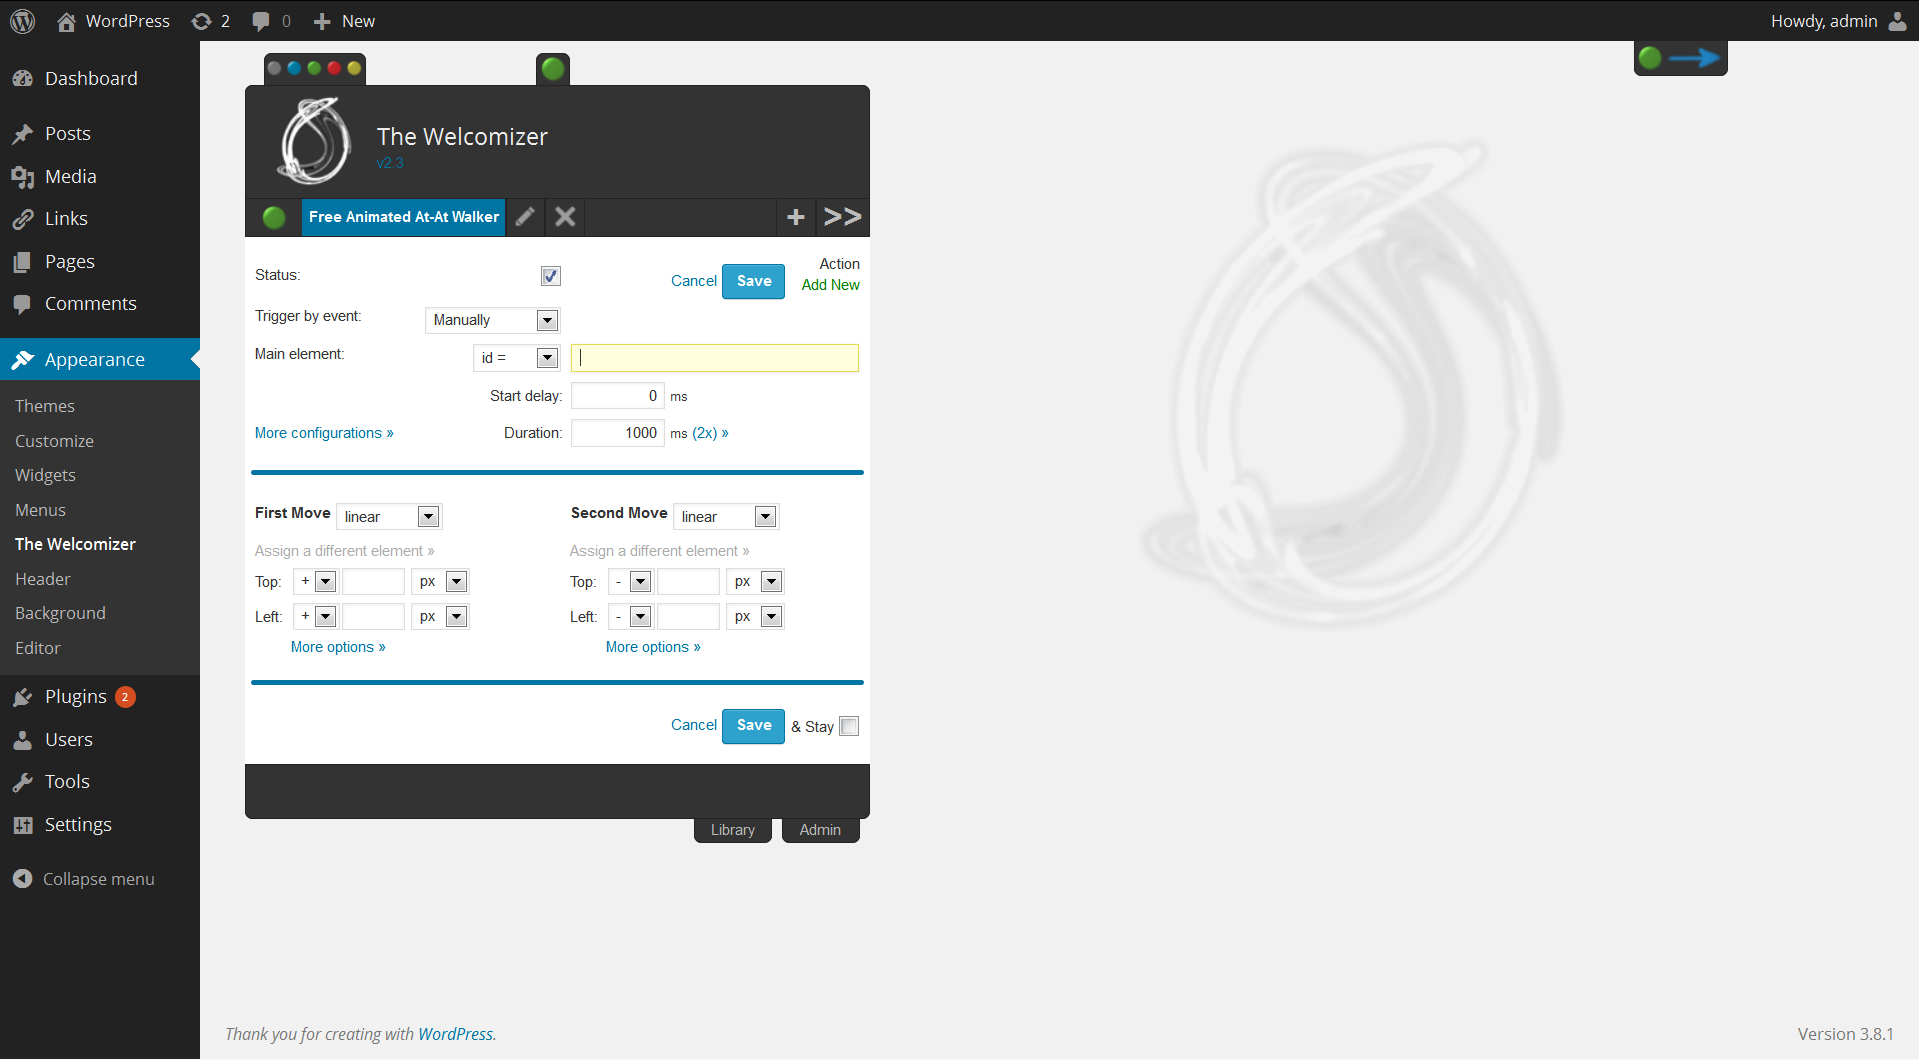 WordPress 2 0 New Howdy, admin
Dashboard
Posts
Media
Links
Pages
Comments
Appearance
Themes
Customize
Widgets
Menus
The Welcomizer
Header
Background
Editor
Plugins 2
Users
Tools
Settings
Collapse menu
The Welcomizer
v2.3
Free Animated At-At Walker + >>
Action
Status: Cancel Save Add New
Trigger by event: Manually
Main element: id =
Start delay: 0 ms
More configurations » Duration: 1000 ms (2x) »
First Move linear Second Move linear
Assign a different element » Assign a different element »
Top: + px Top: - px
Left: + px Left: - px
More options » More options »
Cancel Save & Stay
Library Admin
Thank you for creating with WordPress. Version 3.8.1